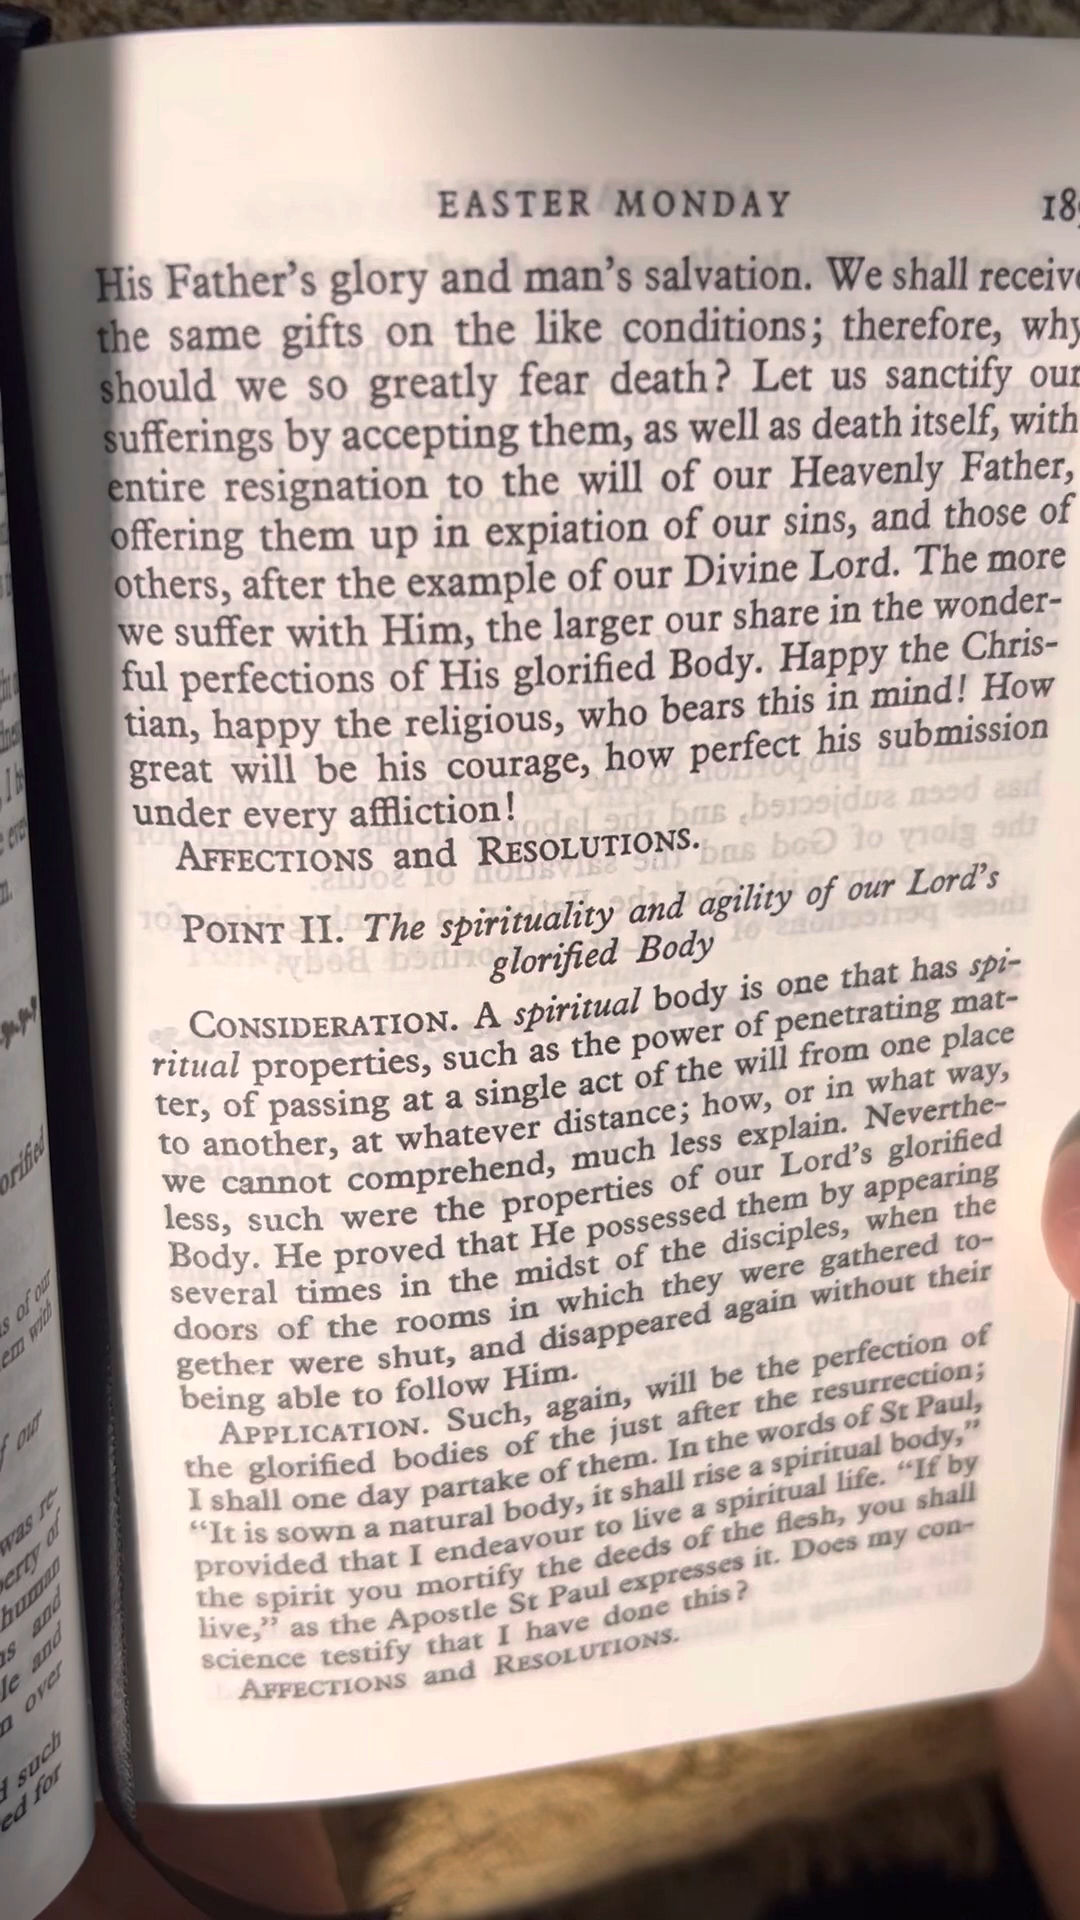 EASTER MONDAY
His Father's glory and man's salvation. We shall receive
the same gifts on the like conditions; therefore, why
should we so greatly fear death? Let us sanctify our
sufferings by accepting them, as well as death itself, with
entire resignation to the will of our Heavenly Father,
offering them up in expiation of our sins, and those of
others, after the example of our Divine Lord. The more
we suffer with Him, the larger our share in the wonder-
ful perfections of His glorified Body. Happy the Chris-
tian, happy the religious, who bears this in mind! How
great will be his courage, how perfect his submission
under every affliction!
AFFECTIONS and RESOLUTIONS.
POINT II. The spirituality and agility of our Lord's
glorified Body
CONSIDERATION. A spiritual body is one that has spi-
ritual properties, such as the power of penetrating mat-
ter, of passing at a single act of the will from one place
to another, at whatever distance; how, or in what way,
we cannot comprehend, much less explain. Neverthe-
less, such were the properties of our Lord's glorified
Body. He proved that He possessed them by appearing
several times in the midst of the disciples, when the
doors of the rooms in which they were gathered to-
gether were shut, and disappeared again without their
being able to follow Him.
APPLICATION. Such, again, will be the perfection of
the glorified bodies of the just after the resurrection;
I shall one day partake of them. In the words of St Paul,
"It is sown a natural body, it shall rise a spiritual body,"
provided that I endeavour to live a spiritual life. "If by
the spirit you mortify the deeds of the flesh, you shall
live," as the Apostle St Paul expresses it. Does my con-
science testify that I have done this?
AFFECTIONS and RESOLUTIONS.